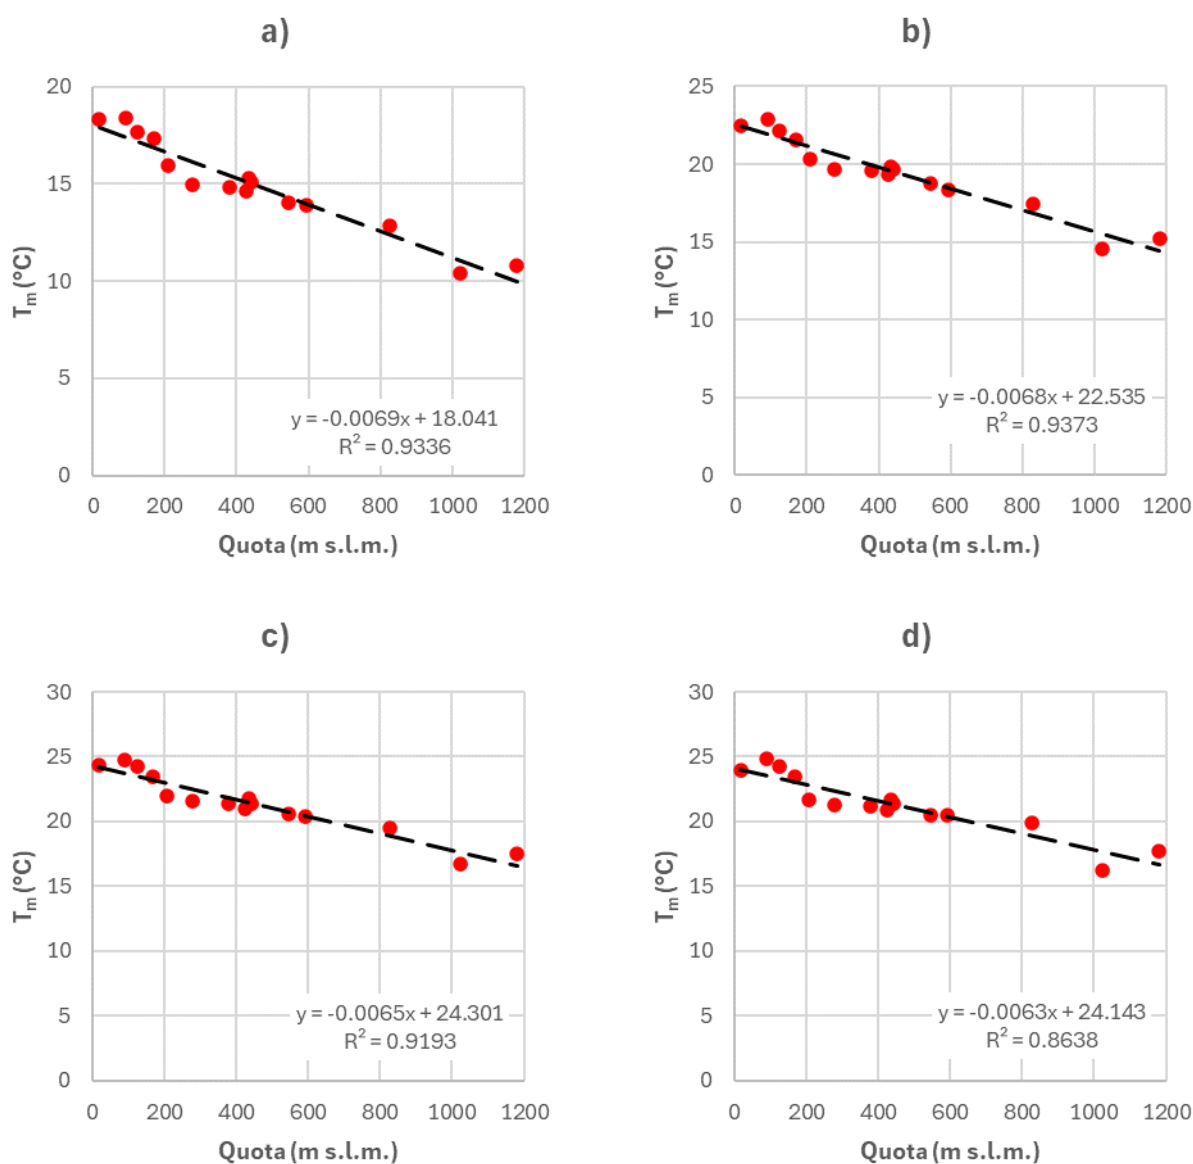 a)
20
15
10
5
0
T_m (°C)
y = -0.0069x + 18.041
R² = 0.9336
0 200 400 600 800 1000 1200
Quota (m s.l.m.)
b)
25
20
15
10
5
0
T_m (°C)
y = -0.0068x + 22.535
R² = 0.9373
0 200 400 600 800 1000 1200
Quota (m s.l.m.)
c)
30
25
20
15
10
5
0
T_m (°C)
y = -0.0065x + 24.301
R² = 0.9193
0 200 400 600 800 1000 1200
Quota (m s.l.m.)
d)
30
25
20
15
10
5
0
T_m (°C)
y = -0.0063x + 24.143
R² = 0.8638
0 200 400 600 800 1000 1200
Quota (m s.l.m.)